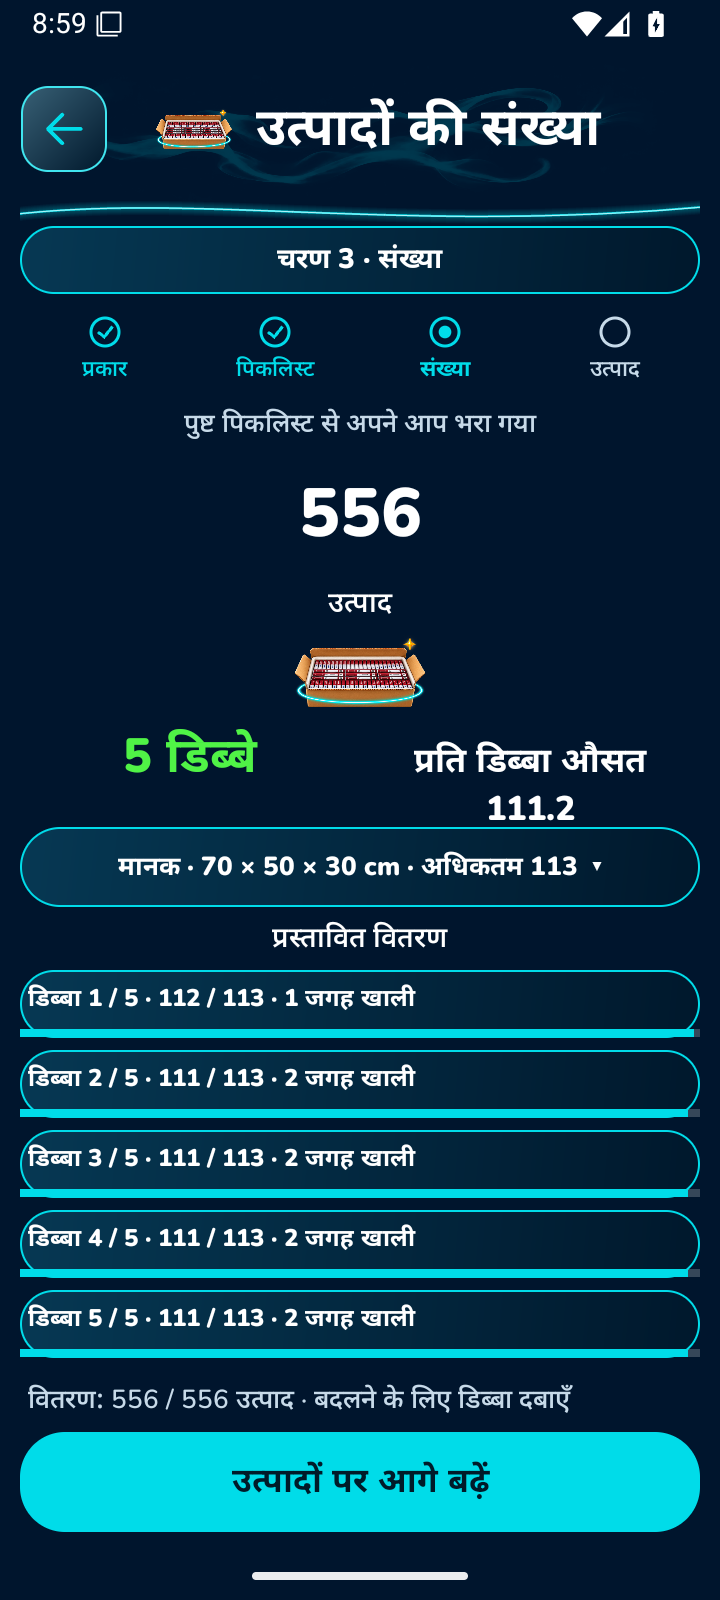 8:59
उत्पादों की संख्या
चरण 3 · संख्या
प्रकार
पिकलिस्ट
संख्या
उत्पाद
पुष्ट पिकलिस्ट से अपने आप भरा गया
556
उत्पाद
5 डिब्बे
प्रति डिब्बा औसत
111.2
मानक · 70 × 50 × 30 cm · अधिकतम 113 ▼
प्रस्तावित वितरण
डिब्बा 1 / 5 · 112 / 113 · 1 जगह खाली
डिब्बा 2 / 5 · 111 / 113 · 2 जगह खाली
डिब्बा 3 / 5 · 111 / 113 · 2 जगह खाली
डिब्बा 4 / 5 · 111 / 113 · 2 जगह खाली
डिब्बा 5 / 5 · 111 / 113 · 2 जगह खाली
वितरण: 556 / 556 उत्पाद · बदलने के लिए डिब्बा दबाएँ
उत्पादों पर आगे बढ़ें